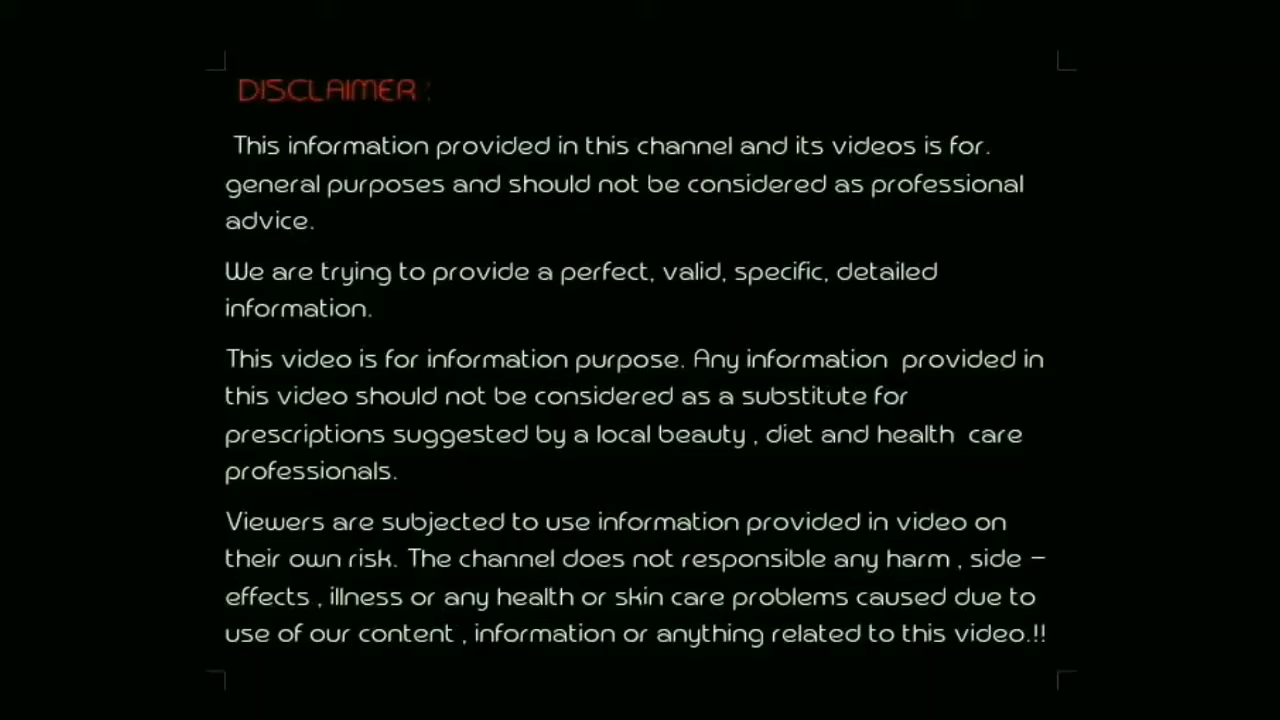 DISCLAIMER :
This information provided in this channel and its videos is for.
general purposes and should not be considered as professional
advice.
We are trying to provide a perfect, valid, specific, detailed
information.
This video is for information purpose. Any information provided in
this video should not be considered as a substitute for
prescriptions suggested by a local beauty , diet and health care
professionals.
Viewers are subjected to use information provided in video on
their own risk. The channel does not responsible any harm , side –
effects , illness or any health or skin care problems caused due to
use of our content , information or anything related to this video.!!